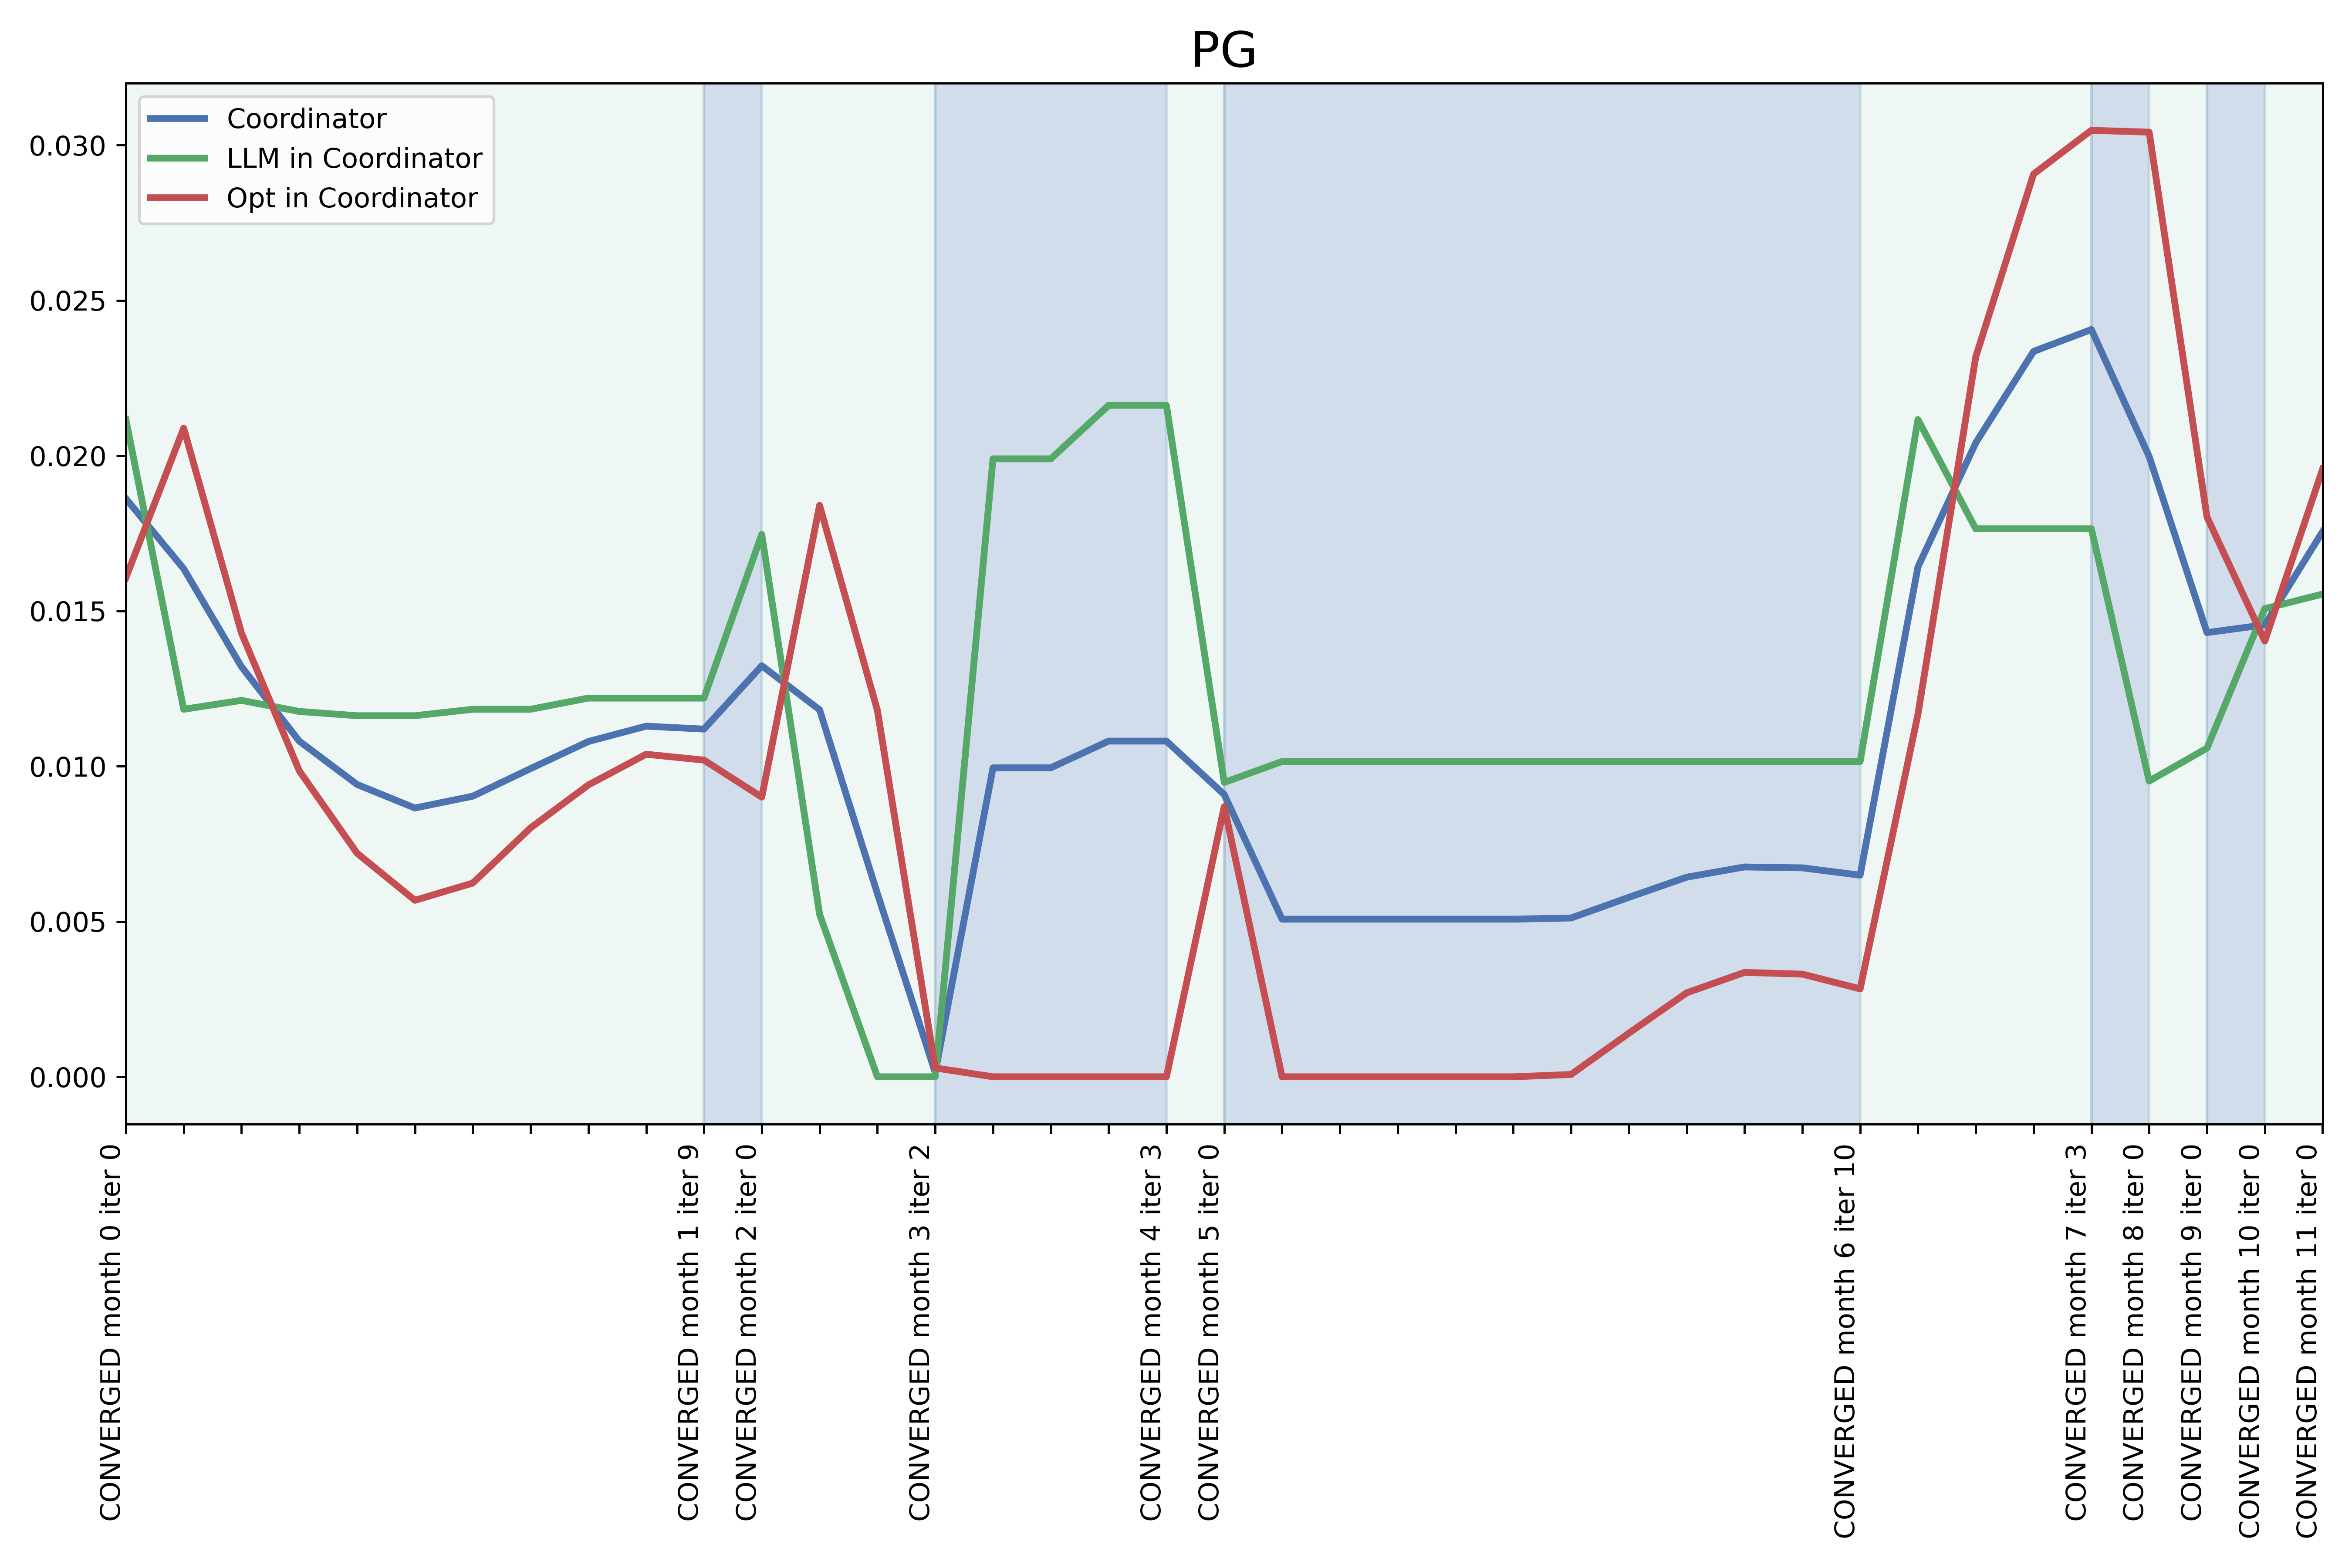 PG
Coordinator
LLM in Coordinator
Opt in Coordinator
0.030
0.025
0.020
0.015
0.010
0.005
0.000
CONVERGED month 0 iter 0
CONVERGED month 1 iter 9
CONVERGED month 2 iter 0
CONVERGED month 3 iter 2
CONVERGED month 4 iter 3
CONVERGED month 5 iter 0
CONVERGED month 6 iter 10
CONVERGED month 7 iter 3
CONVERGED month 8 iter 0
CONVERGED month 9 iter 0
CONVERGED month 10 iter 0
CONVERGED month 11 iter 0